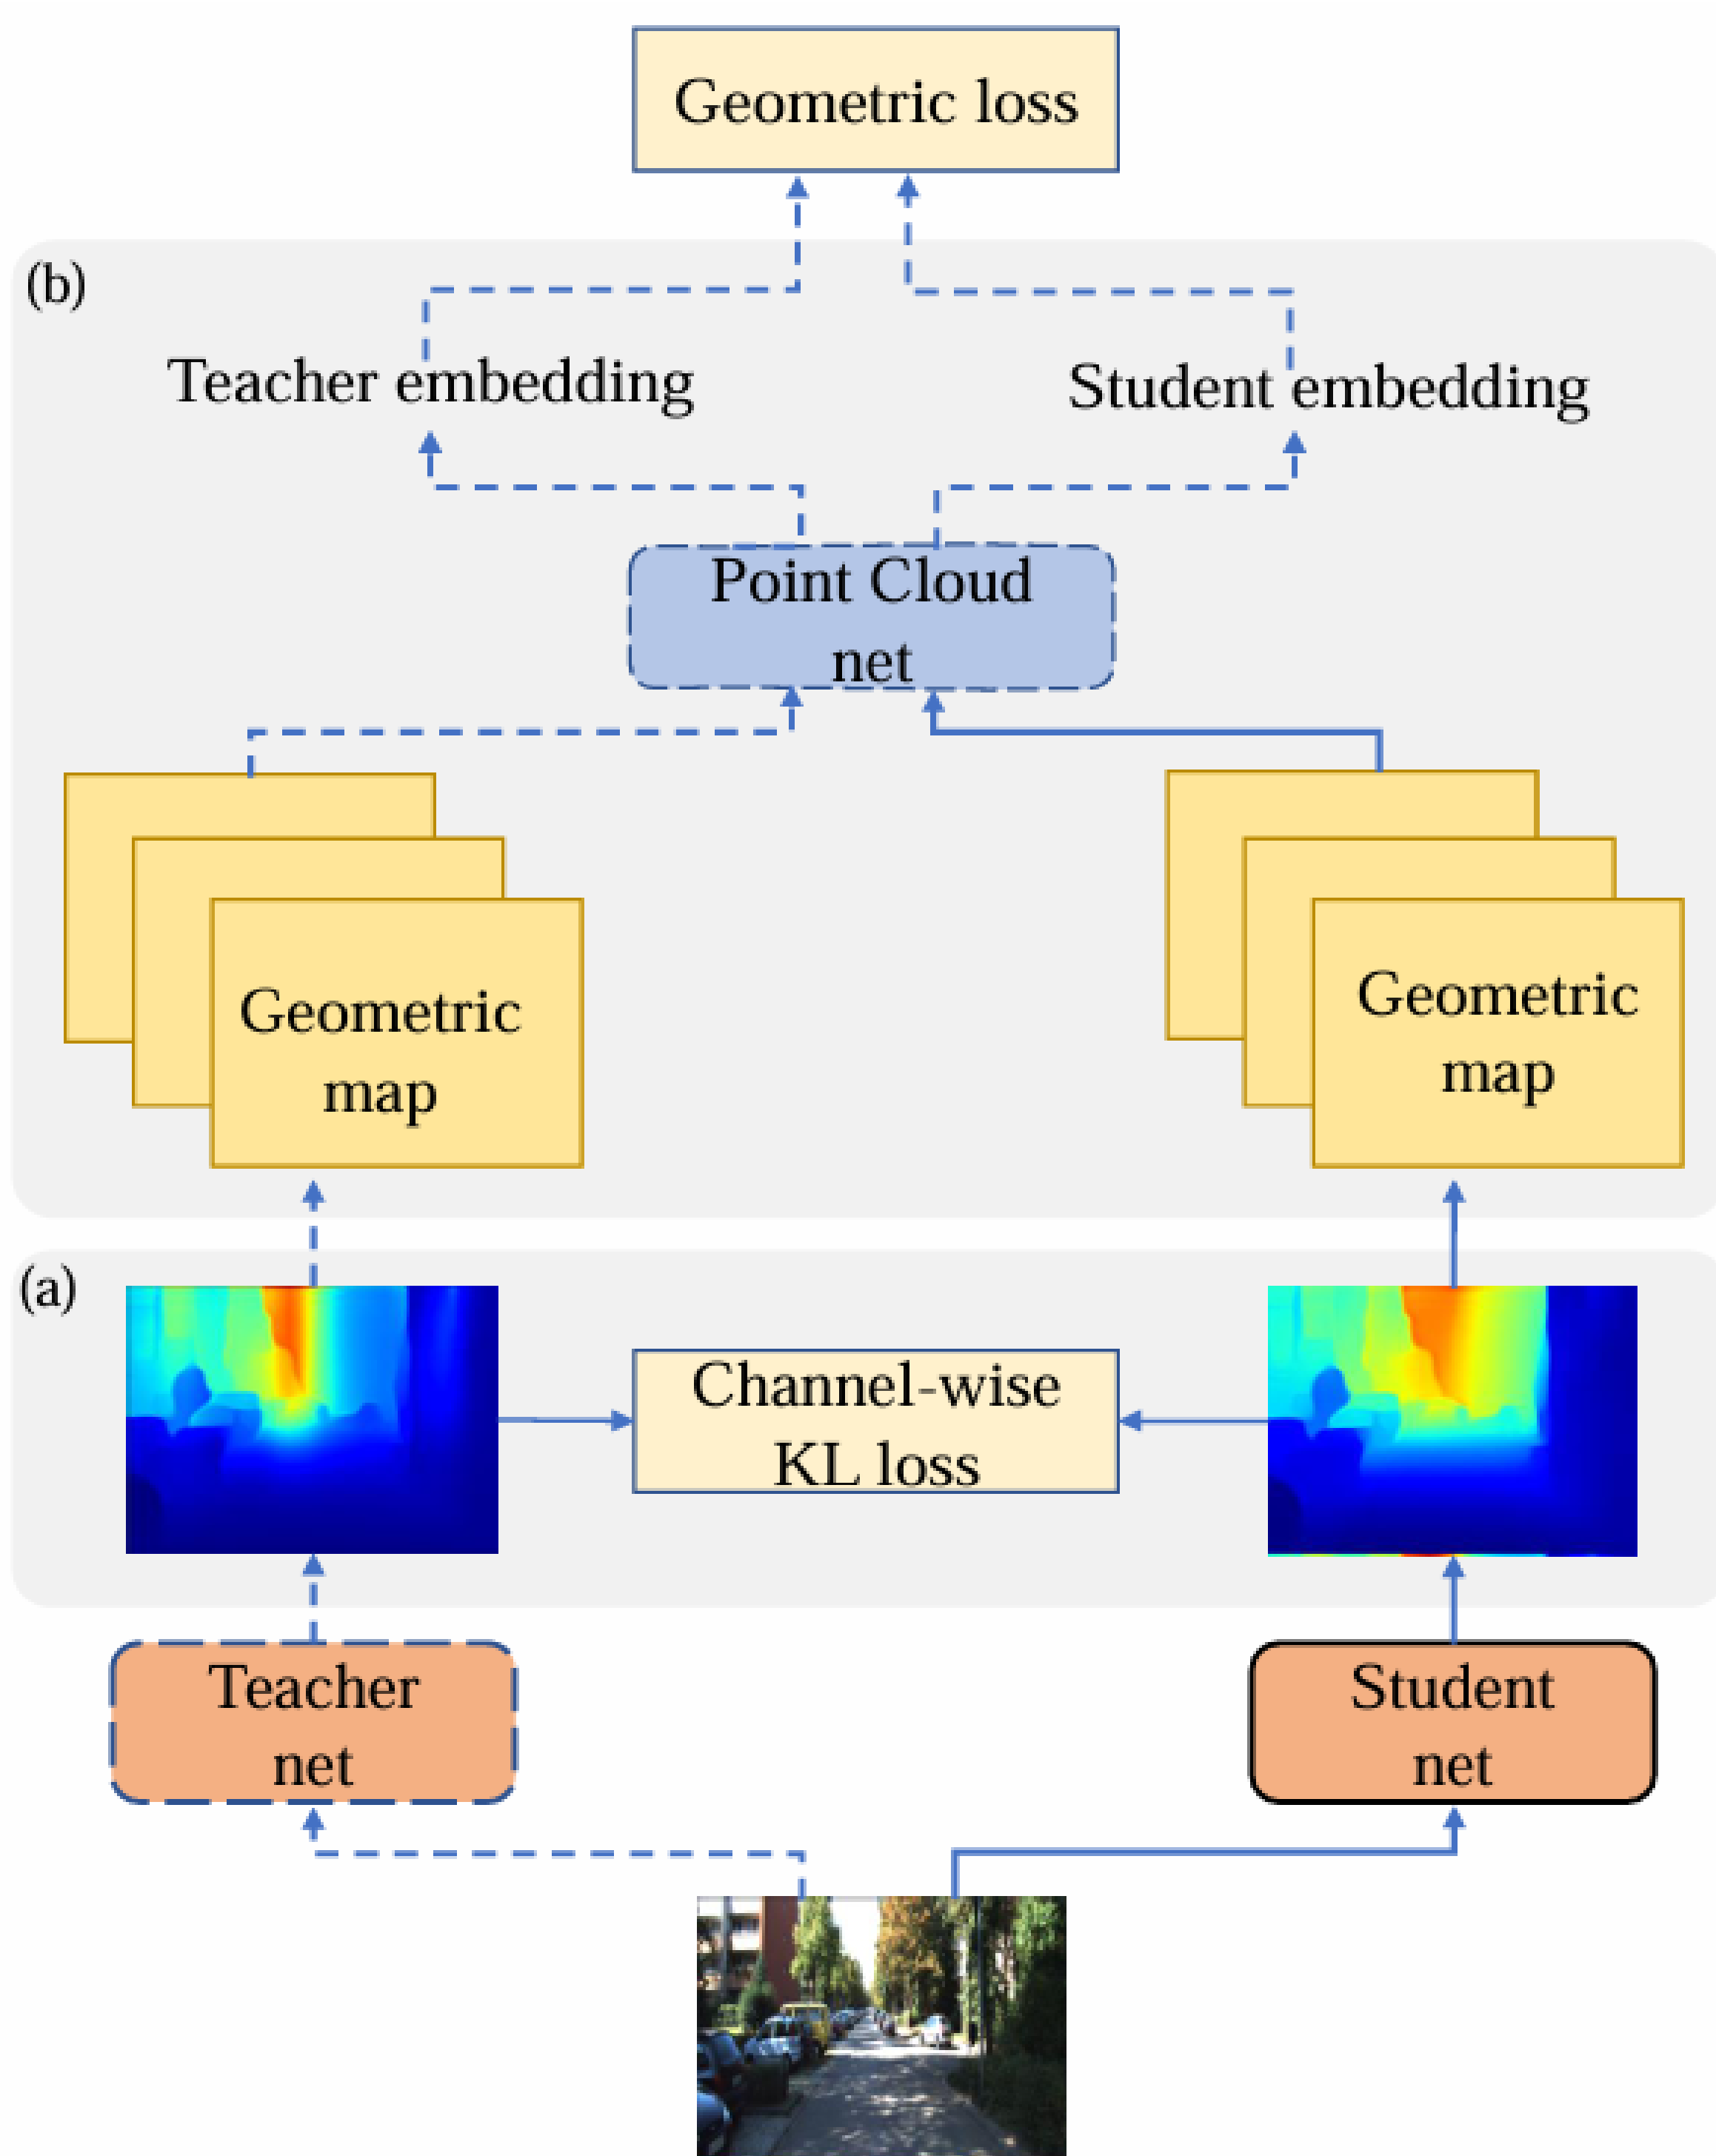 Geometric loss
(b)
Teacher embedding
Student embedding
Point Cloud
net
Geometric
map
Geometric
map
(a)
Channel-wise
KL loss
Teacher
net
Student
net